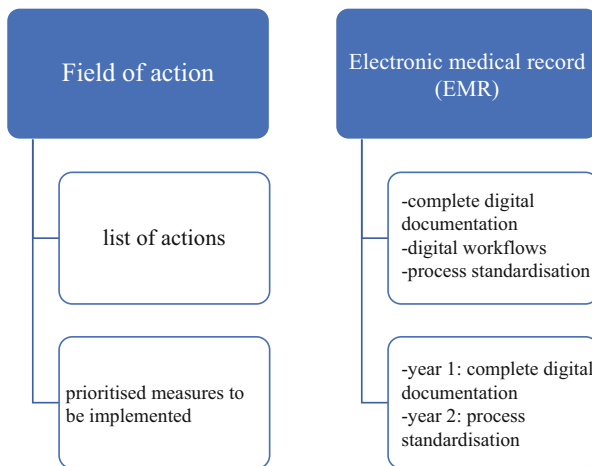 Field of action
list of actions
prioritised measures to
be implemented
Electronic medical record
(EMR)
-complete digital
documentation
-digital workflows
-process standardisation
-year 1: complete digital
documentation
-year 2: process
standardisation